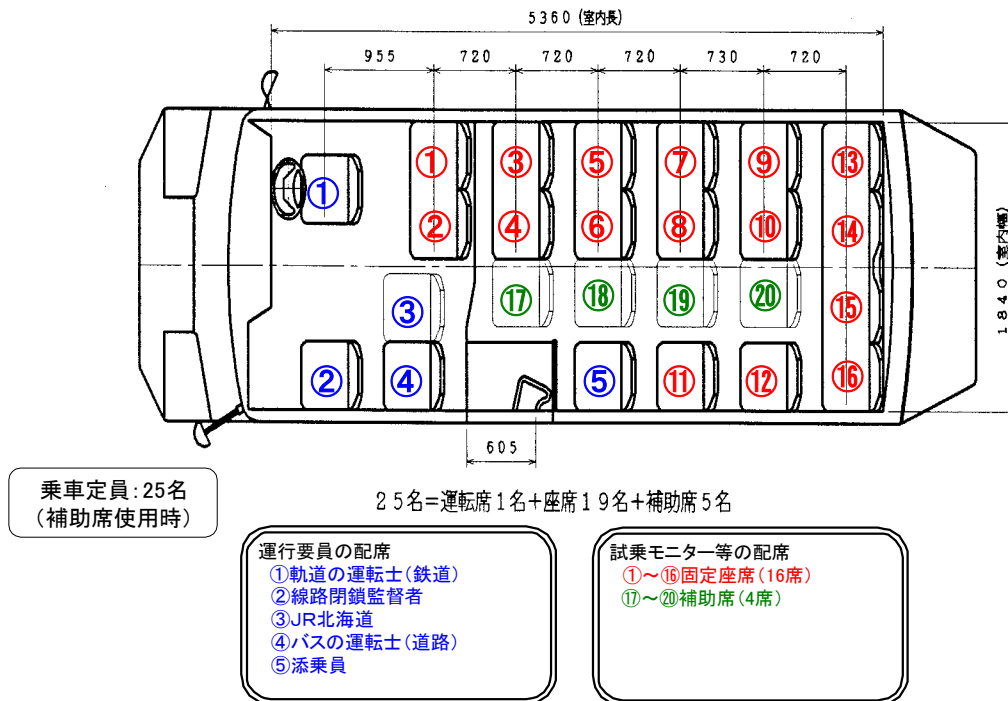 5360 (室内長)
955 720 720 720 730 720
① ③ ⑤ ⑦ ⑨ ⑬
①
② ④ ⑥ ⑧ ⑩ ⑭
⑰ ⑱ ⑲ ⑳ ⑮
③
② ④ ⑤ ⑪ ⑫ ⑯
1840 (室内幅)
605
乗車定員:25名
(補助席使用時)
25名=運転席1名+座席19名+補助席5名
運行要員の配席
①軌道の運転士(鉄道)
②線路閉鎖監督者
③JR北海道
④バスの運転士(道路)
⑤添乗員
試乗モニター等の配席
①~⑯固定座席(16席)
⑰~⑳補助席(4席)